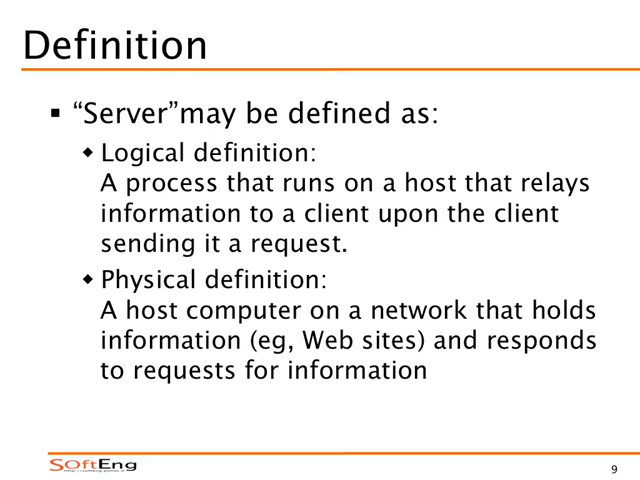 Definition
“Server”may be defined as:
Logical definition:
A process that runs on a host that relays
information to a client upon the client
sending it a request.
Physical definition:
A host computer on a network that holds
information (eg, Web sites) and responds
to requests for information
SOftEng
9